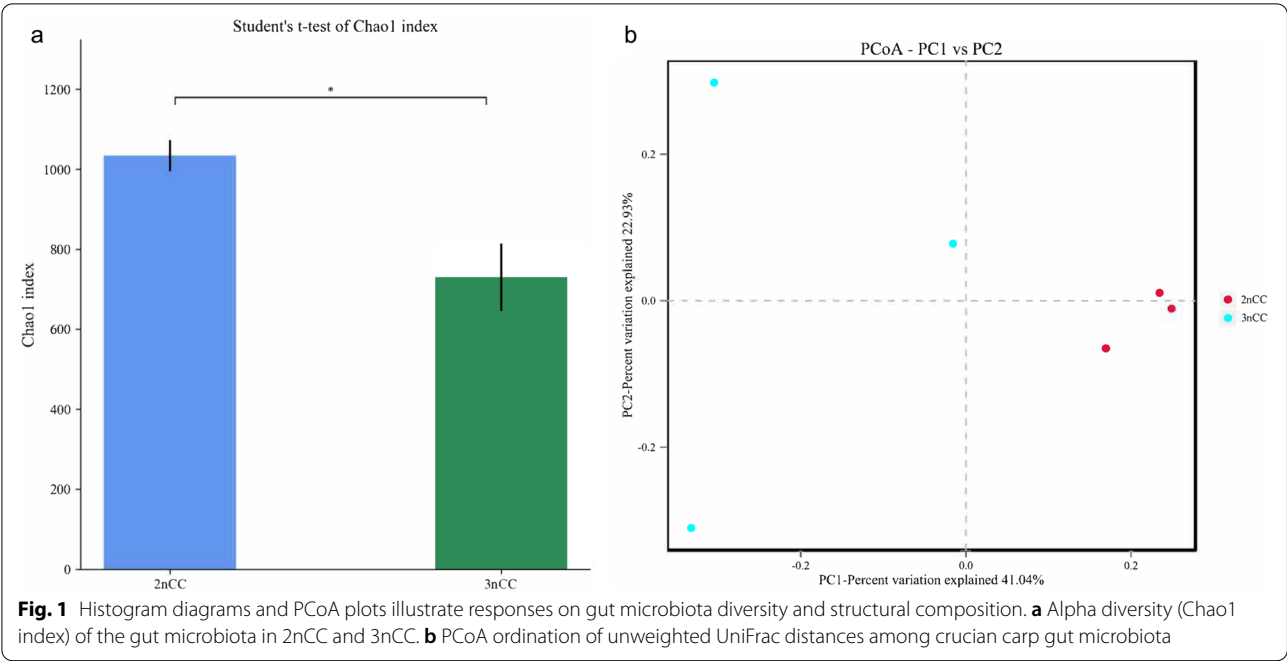 a
Student's t-test of Chao1 index
1200
1000
800
600
400
200
0
Chao1 index
*
2nCC
3nCC
b
PCoA - PC1 vs PC2
0.2
0.0
-0.2
PC2-Percent variation explained 22.93%
-0.2
0.0
0.2
PC1-Percent variation explained 41.04%
2nCC
3nCC
Fig. 1 Histogram diagrams and PCoA plots illustrate responses on gut microbiota diversity and structural composition. a Alpha diversity (Chao1
index) of the gut microbiota in 2nCC and 3nCC. b PCoA ordination of unweighted UniFrac distances among crucian carp gut microbiota